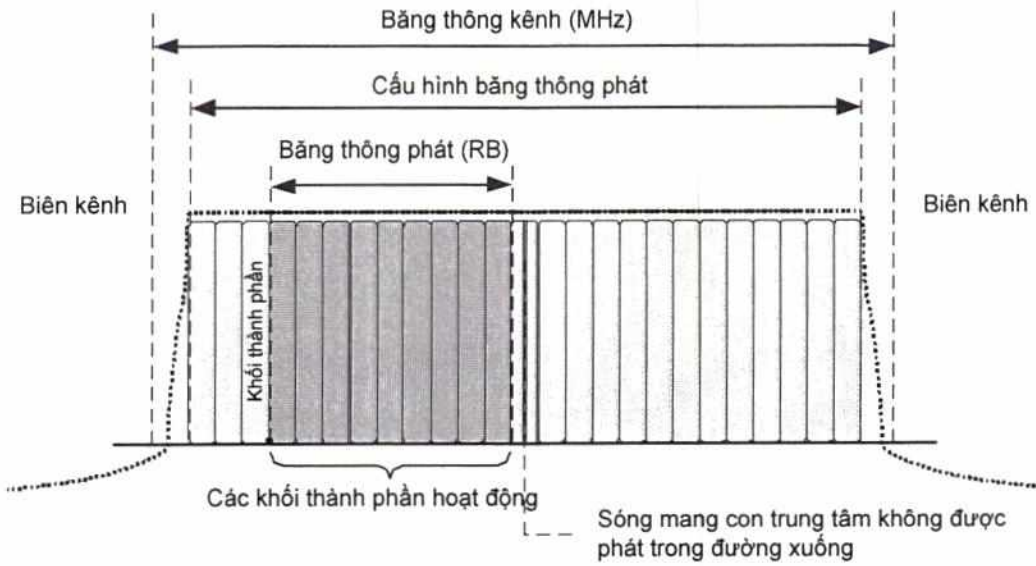 Băng thông kênh (MHz)
Cấu hình băng thông phát
Băng thông phát (RB)
Biên kênh
Biên kênh
Khối thành phần
Các khối thành phần hoạt động
Sóng mang con trung tâm không được
phát trong đường xuống